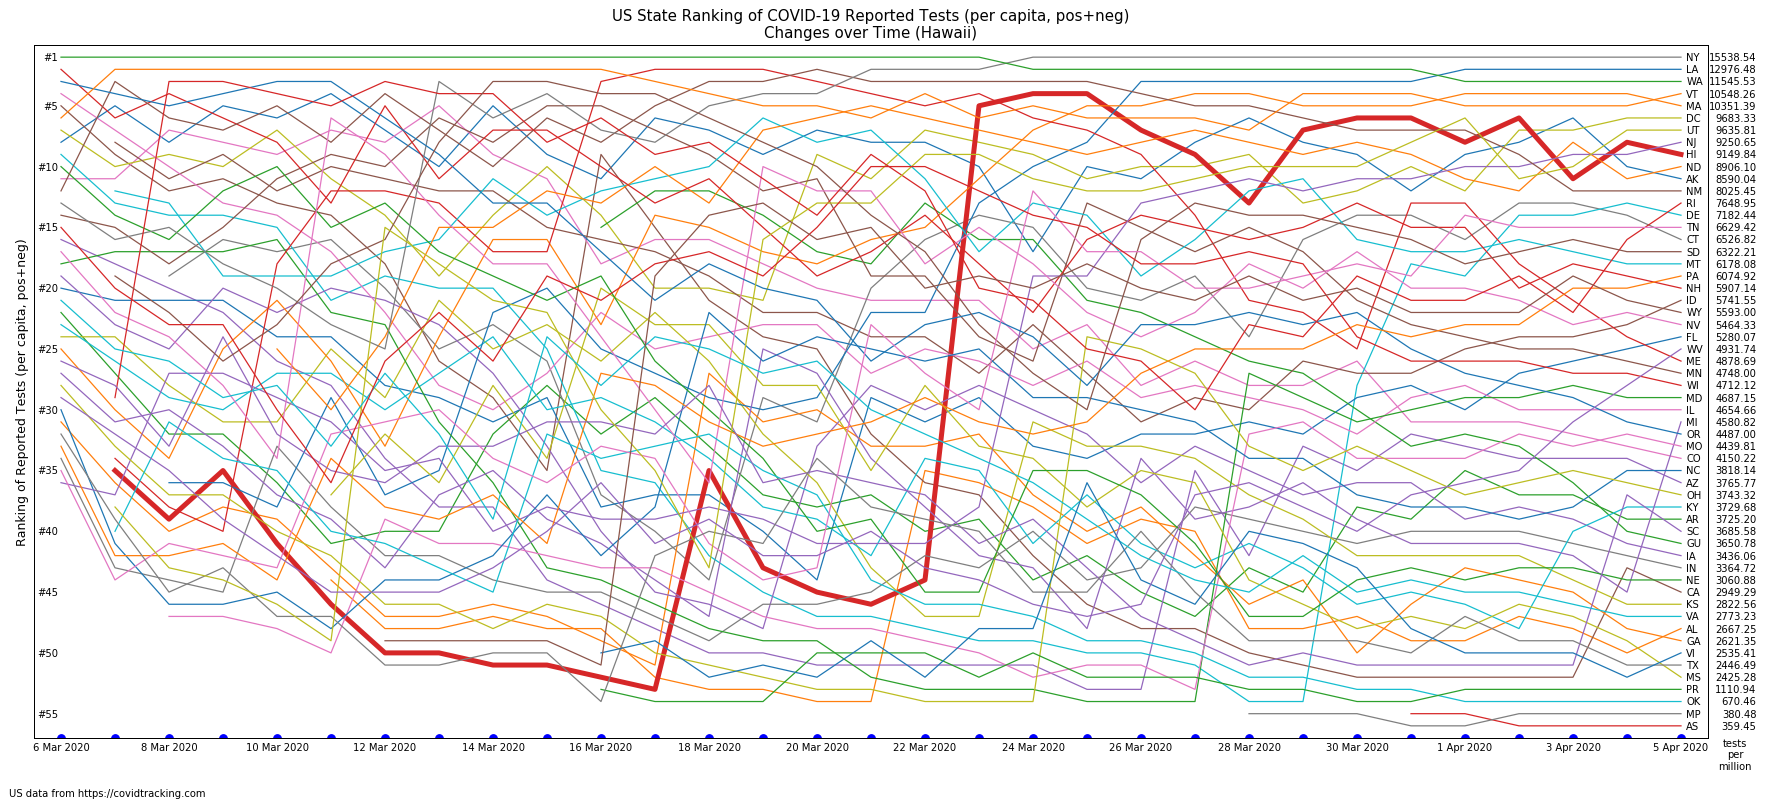 US State Ranking of COVID-19 Reported Tests (per capita, pos+neg)
Changes over Time (Hawaii)
Ranking of Reported Tests (per capita, pos+neg)
#1
#5
#10
#15
#20
#25
#30
#35
#40
#45
#50
#55
NY 15538.54
LA 12976.48
WA 11545.53
VT 10548.26
MA 10351.39
DC 9683.33
UT 9635.81
NJ 9250.65
HI 9149.84
ND 8906.10
AK 8590.04
NM 8025.45
RI 7648.95
DE 7182.44
TN 6629.42
CT 6526.82
SD 6322.21
MT 6178.08
PA 6074.92
NH 5907.14
ID 5741.55
WY 5593.00
NV 5464.33
FL 5280.07
WV 4931.74
ME 4878.69
MN 4748.00
WI 4712.12
MD 4687.15
IL 4654.66
MI 4580.82
OR 4487.00
MO 4439.81
CO 4150.22
NC 3818.14
AZ 3765.77
OH 3743.32
KY 3729.68
AR 3725.20
SC 3685.58
GU 3650.78
IA 3436.06
IN 3364.72
NE 3060.88
CA 2949.29
KS 2822.56
VA 2773.23
AL 2667.25
GA 2621.35
VI 2535.41
TX 2446.49
MS 2425.28
PR 1110.94
OK 670.46
MP 380.48
AS 359.45
6 Mar 2020 8 Mar 2020 10 Mar 2020 12 Mar 2020 14 Mar 2020 16 Mar 2020 18 Mar 2020 20 Mar 2020 22 Mar 2020 24 Mar 2020 26 Mar 2020 28 Mar 2020 30 Mar 2020 1 Apr 2020 3 Apr 2020 5 Apr 2020
tests
per
million
US data from https://covidtracking.com